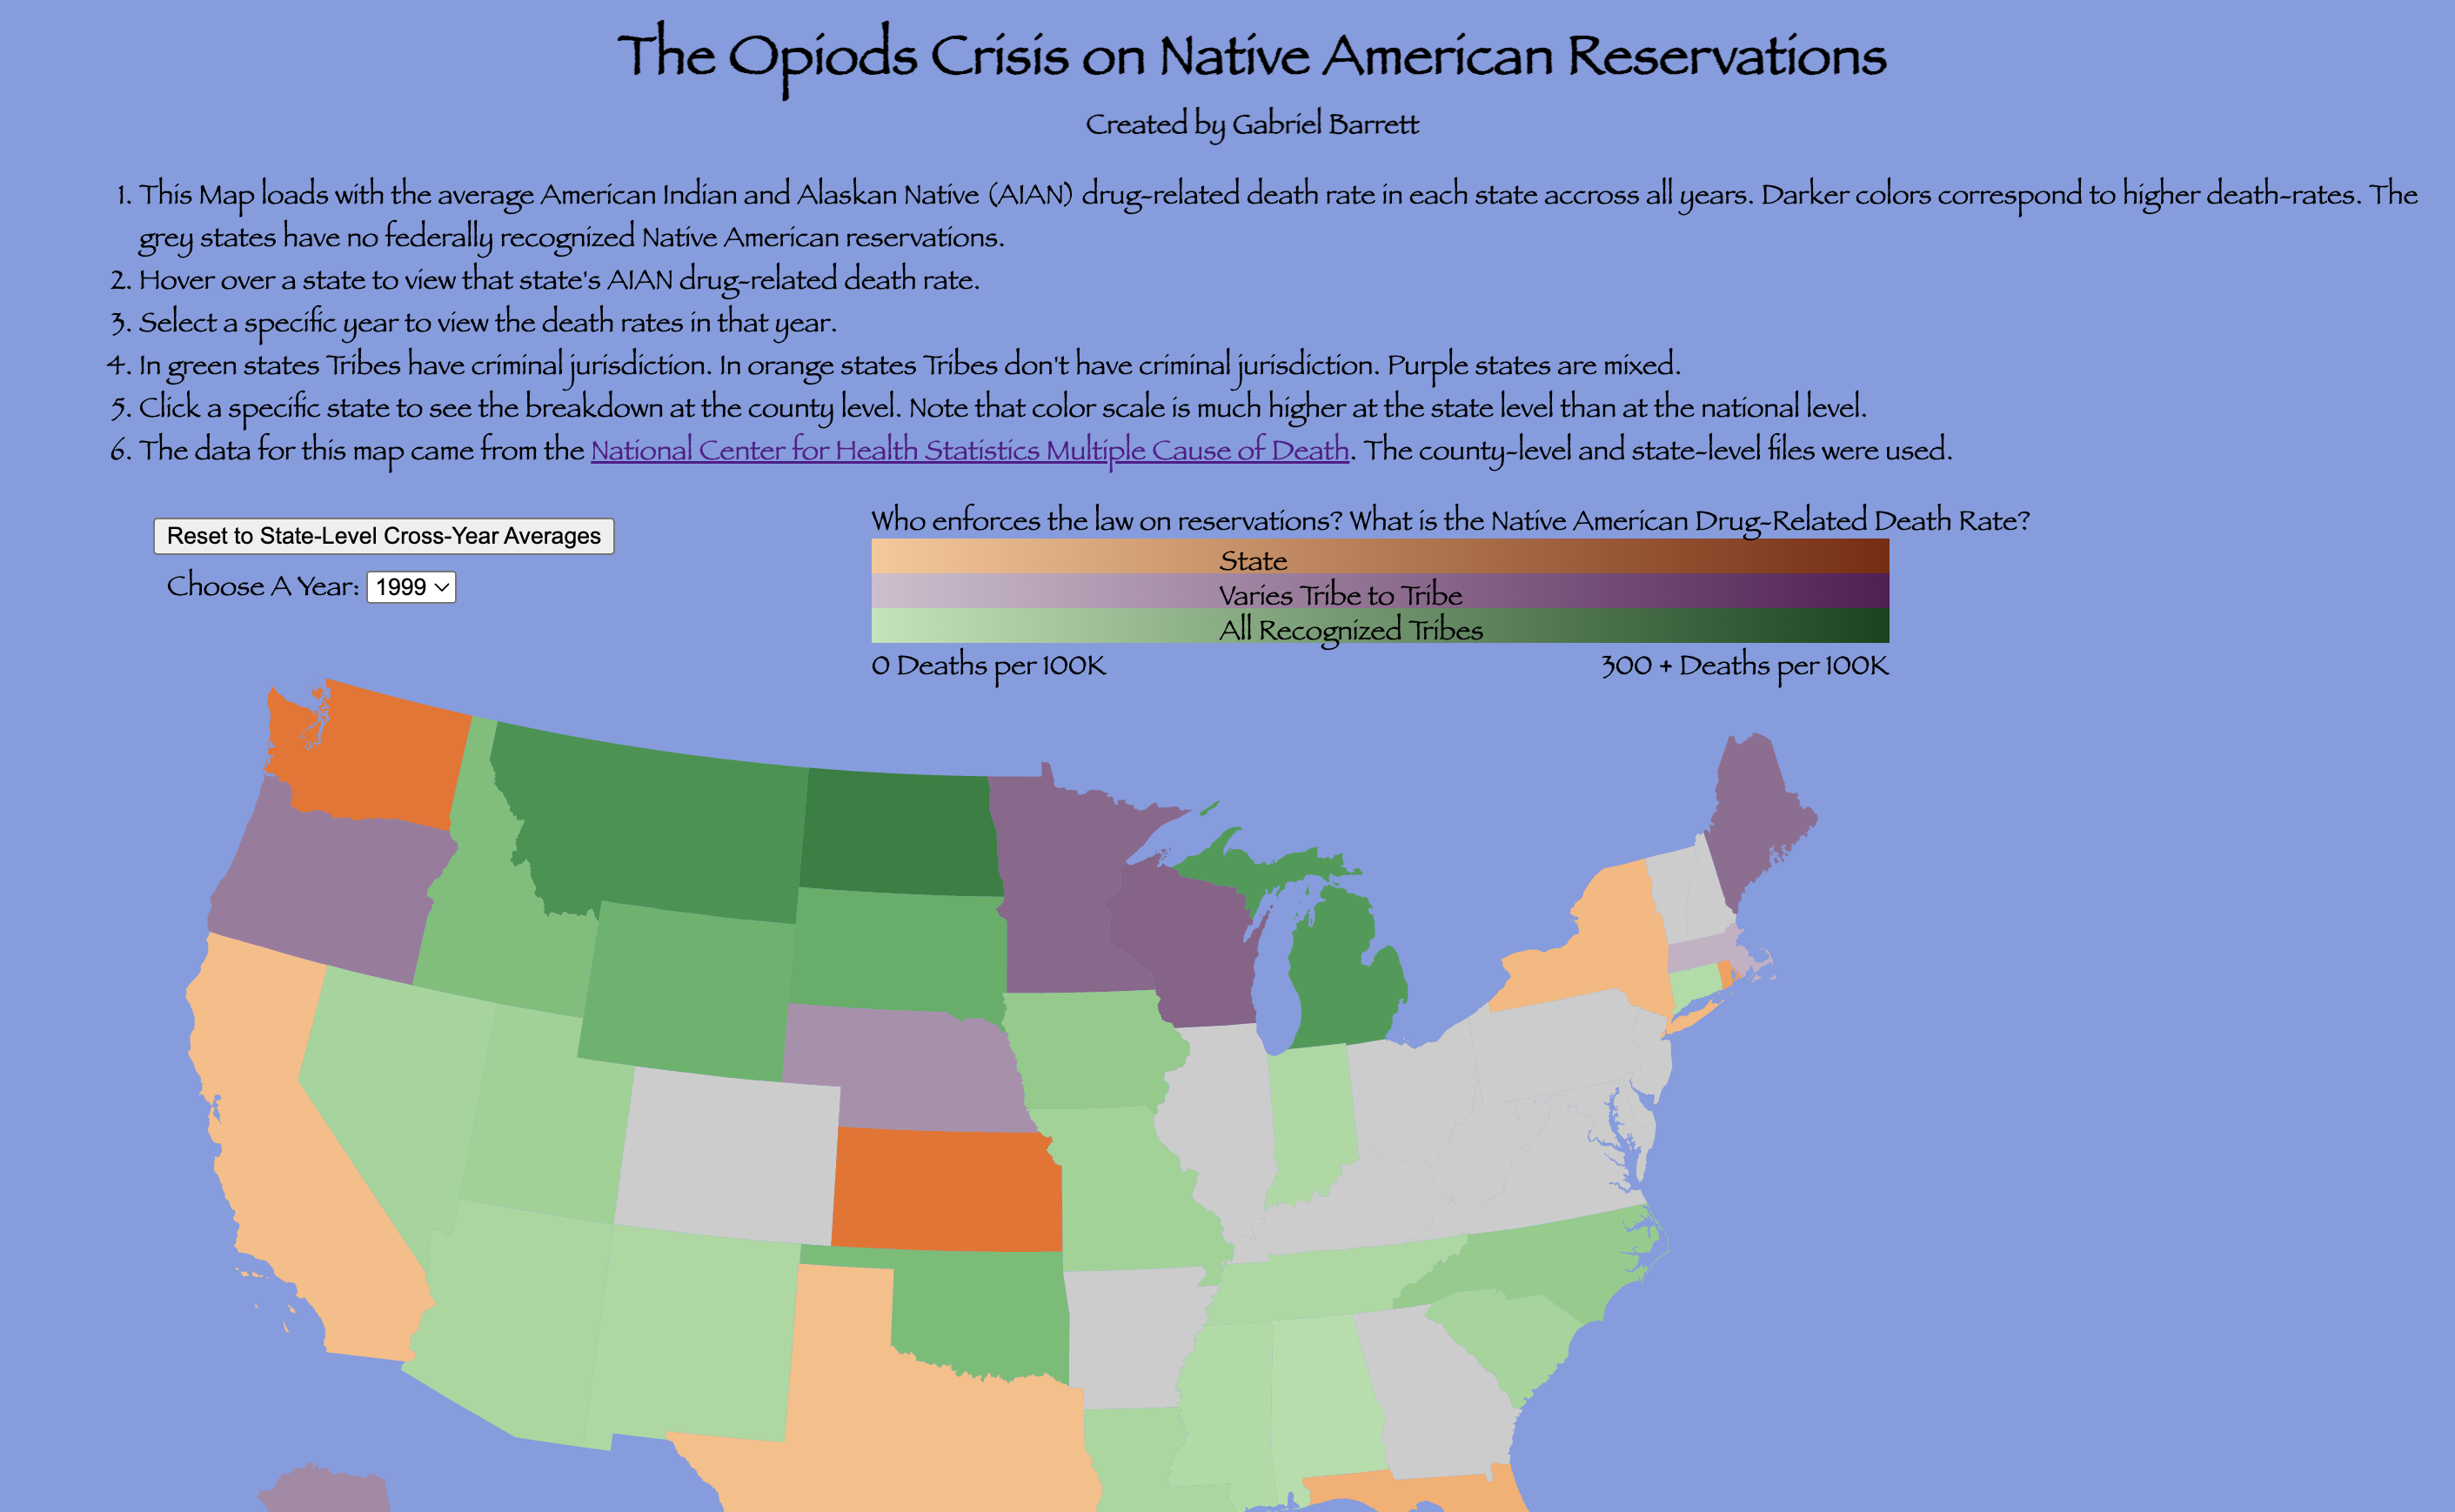 The Opiods Crisis on Native American Reservations
Created by Gabriel Barrett
1. This Map loads with the average American Indian and Alaskan Native (AIAN) drug-related death rate in each state accross all years. Darker colors correspond to higher death-rates. The
grey states have no federally recognized Native American reservations.
2. Hover over a state to view that state's AIAN drug-related death rate.
3. Select a specific year to view the death rates in that year.
4. In green states Tribes have criminal jurisdiction. In orange states Tribes don't have criminal jurisdiction. Purple states are mixed.
5. Click a specific state to see the breakdown at the county level. Note that color scale is much higher at the state level than at the national level.
6. The data for this map came from the National Center for Health Statistics Multiple Cause of Death. The county-level and state-level files were used.
Reset to State-Level Cross-Year Averages
Choose A Year: 1999
Who enforces the law on reservations? What is the Native American Drug-Related Death Rate?
State
Varies Tribe to Tribe
All Recognized Tribes
0 Deaths per 100K
300 + Deaths per 100K